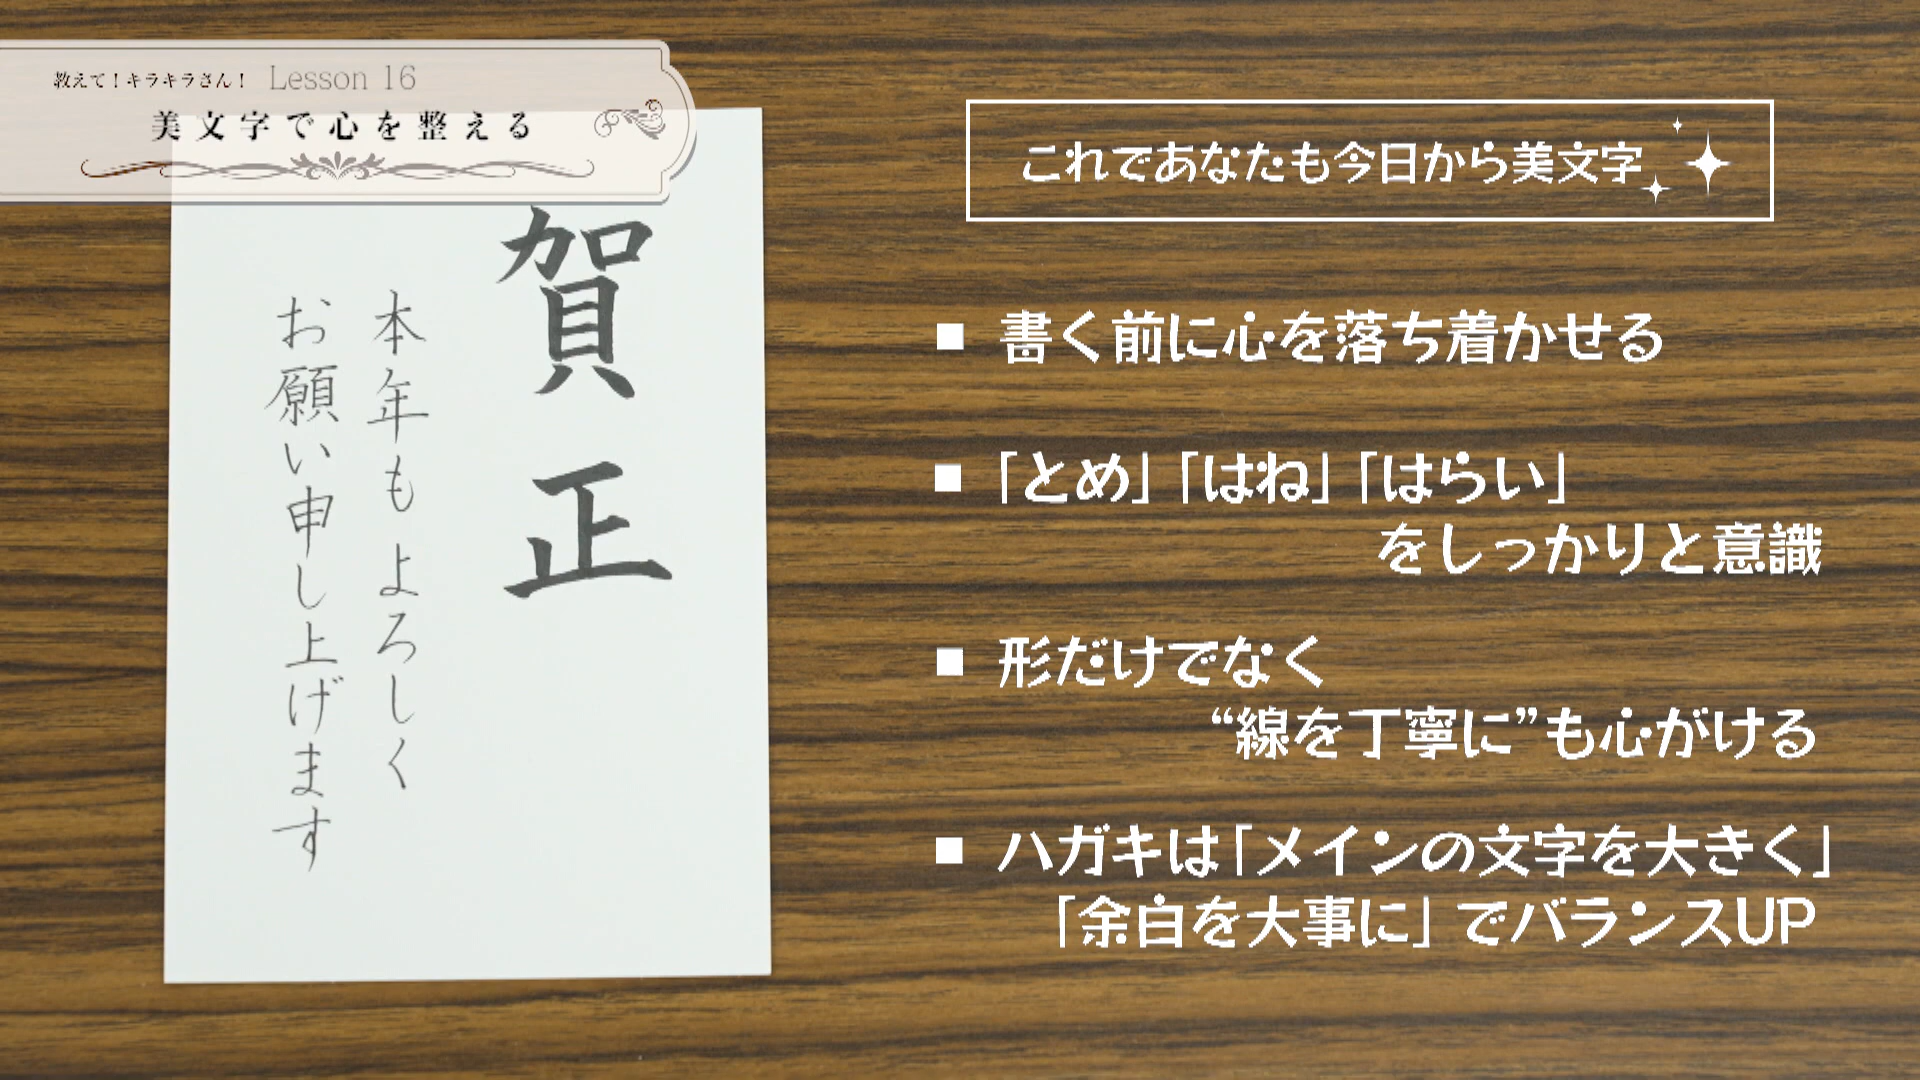 教えて！キラキラさん！ Lesson 16
美文字で心を整える
賀正
本年もよろしく
お願い申し上げます
これであなたも今日から美文字
■ 書く前に心を落ち着かせる
■ 「とめ」「はね」「はらい」
をしっかりと意識
■ 形だけでなく
“線を丁寧に”も心がける
■ ハガキは「メインの文字を大きく」
「余白を大事に」でバランスUP